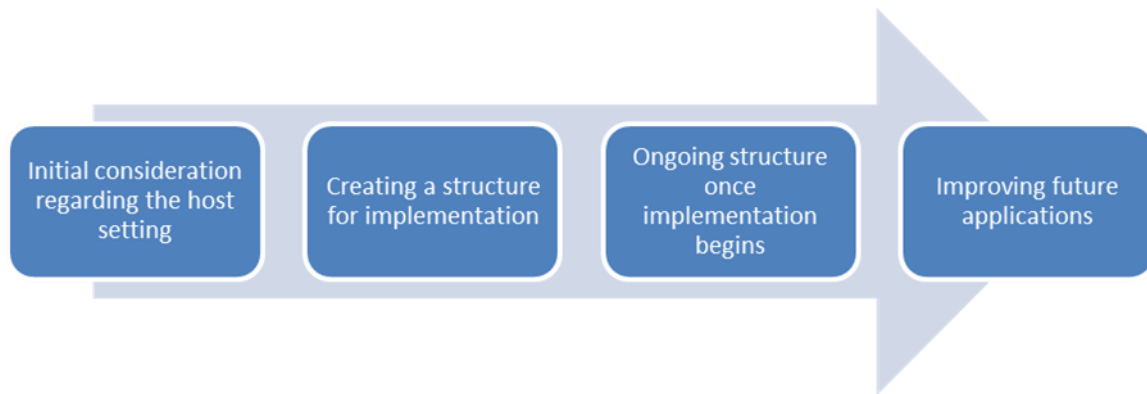 Initial consideration
regarding the host
setting
Creating a structure
for implementation
Ongoing structure
once
implementation
begins
Improving future
applications